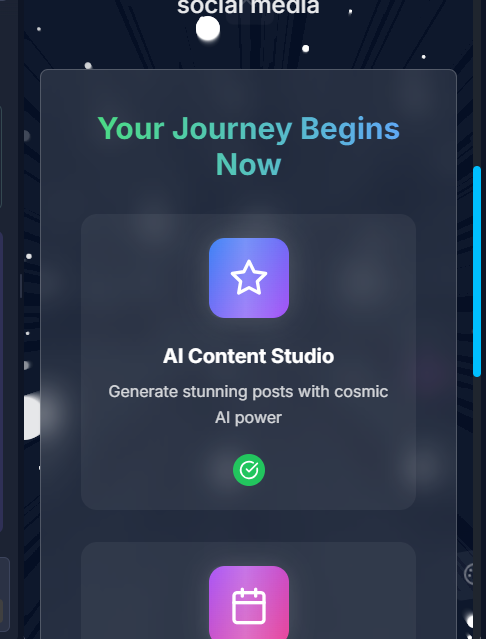 social media
Your Journey Begins
Now
AI Content Studio
Generate stunning posts with cosmic
AI power